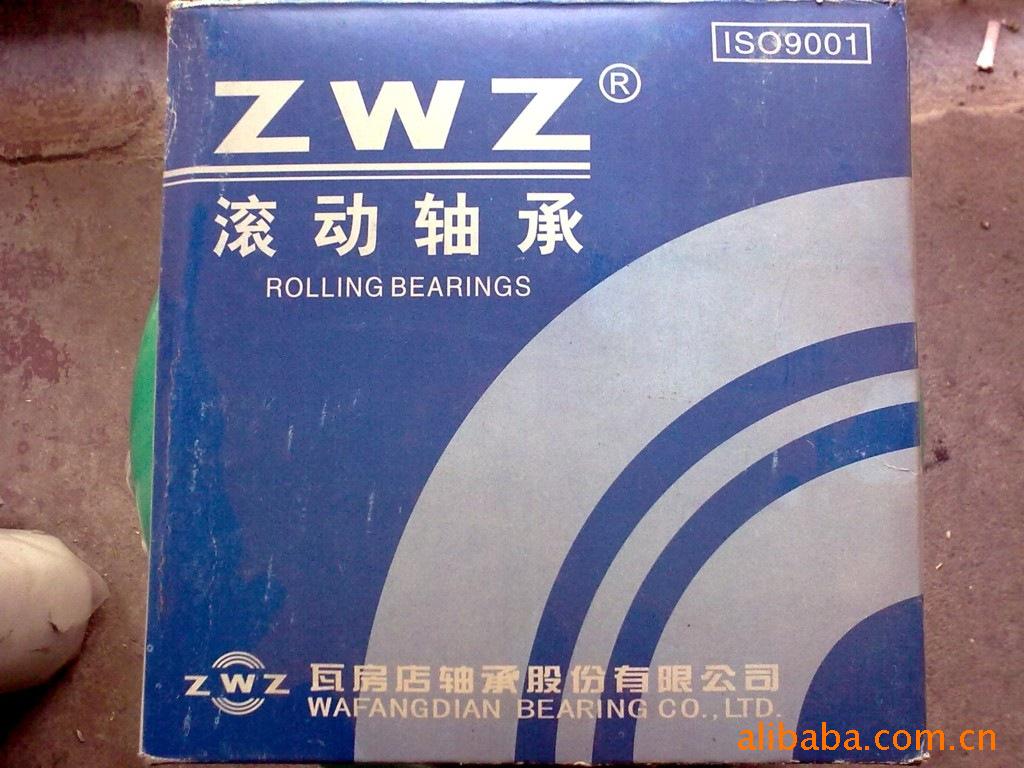 ISO9001
ZWZ®
滚动轴承
ROLLING BEARINGS
ZWZ 瓦房店轴承股份有限公司
WAFANGDIAN BEARING CO.,LTD.
alibaba.com.cn